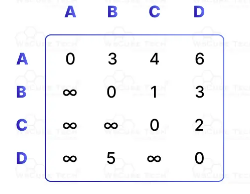 A B C D
A 0 3 4 6
B ∞ 0 1 3
C ∞ ∞ 0 2
D ∞ 5 ∞ 0